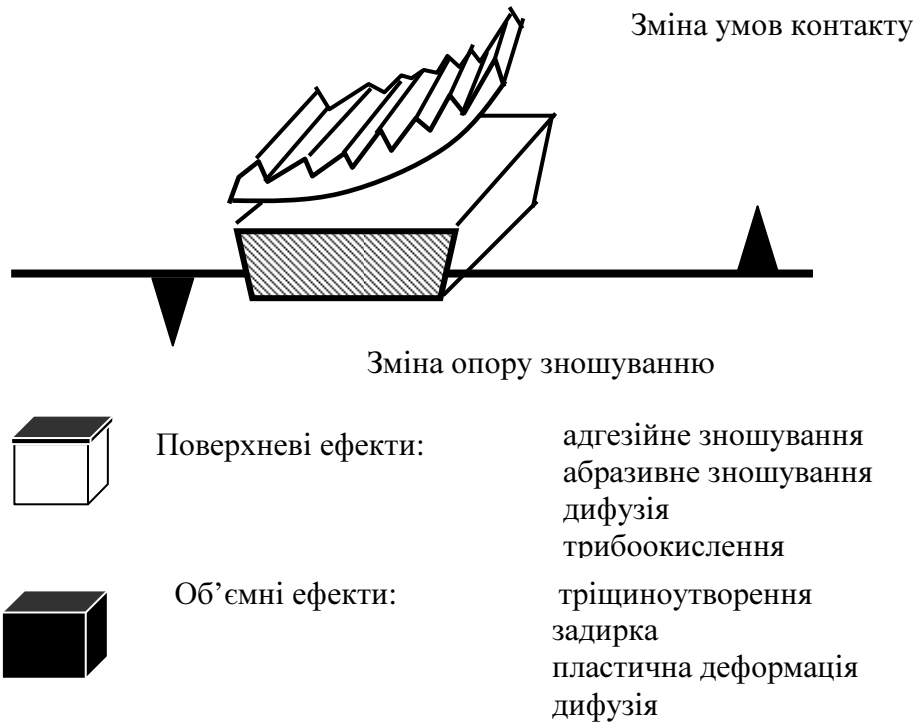 Зміна умов контакту
Зміна опору зношуванню
Поверхневі ефекти:
адгезійне зношування
абразивне зношування
дифузія
трибоокислення
Об’ємні ефекти:
тріщиноутворення
задирка
пластична деформація
дифузія